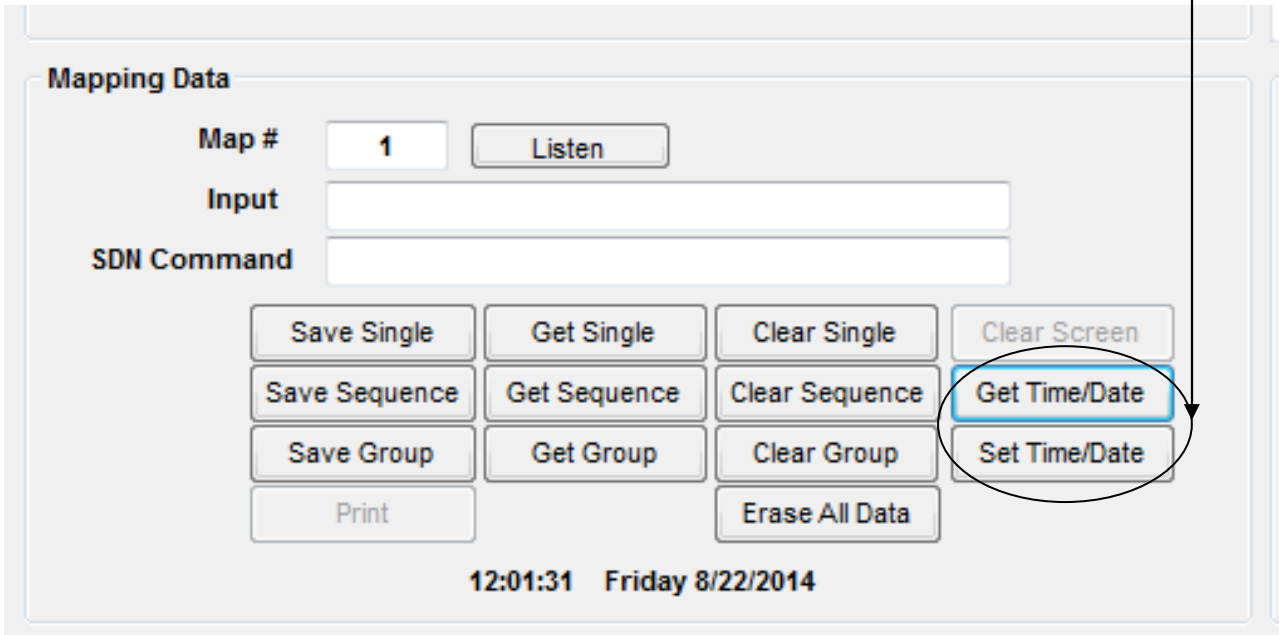 Mapping Data
Map # 1 Listen
Input
SDN Command
Save Single Get Single Clear Single Clear Screen
Save Sequence Get Sequence Clear Sequence Get Time/Date
Save Group Get Group Clear Group Set Time/Date
Print Erase All Data
12:01:31 Friday 8/22/2014